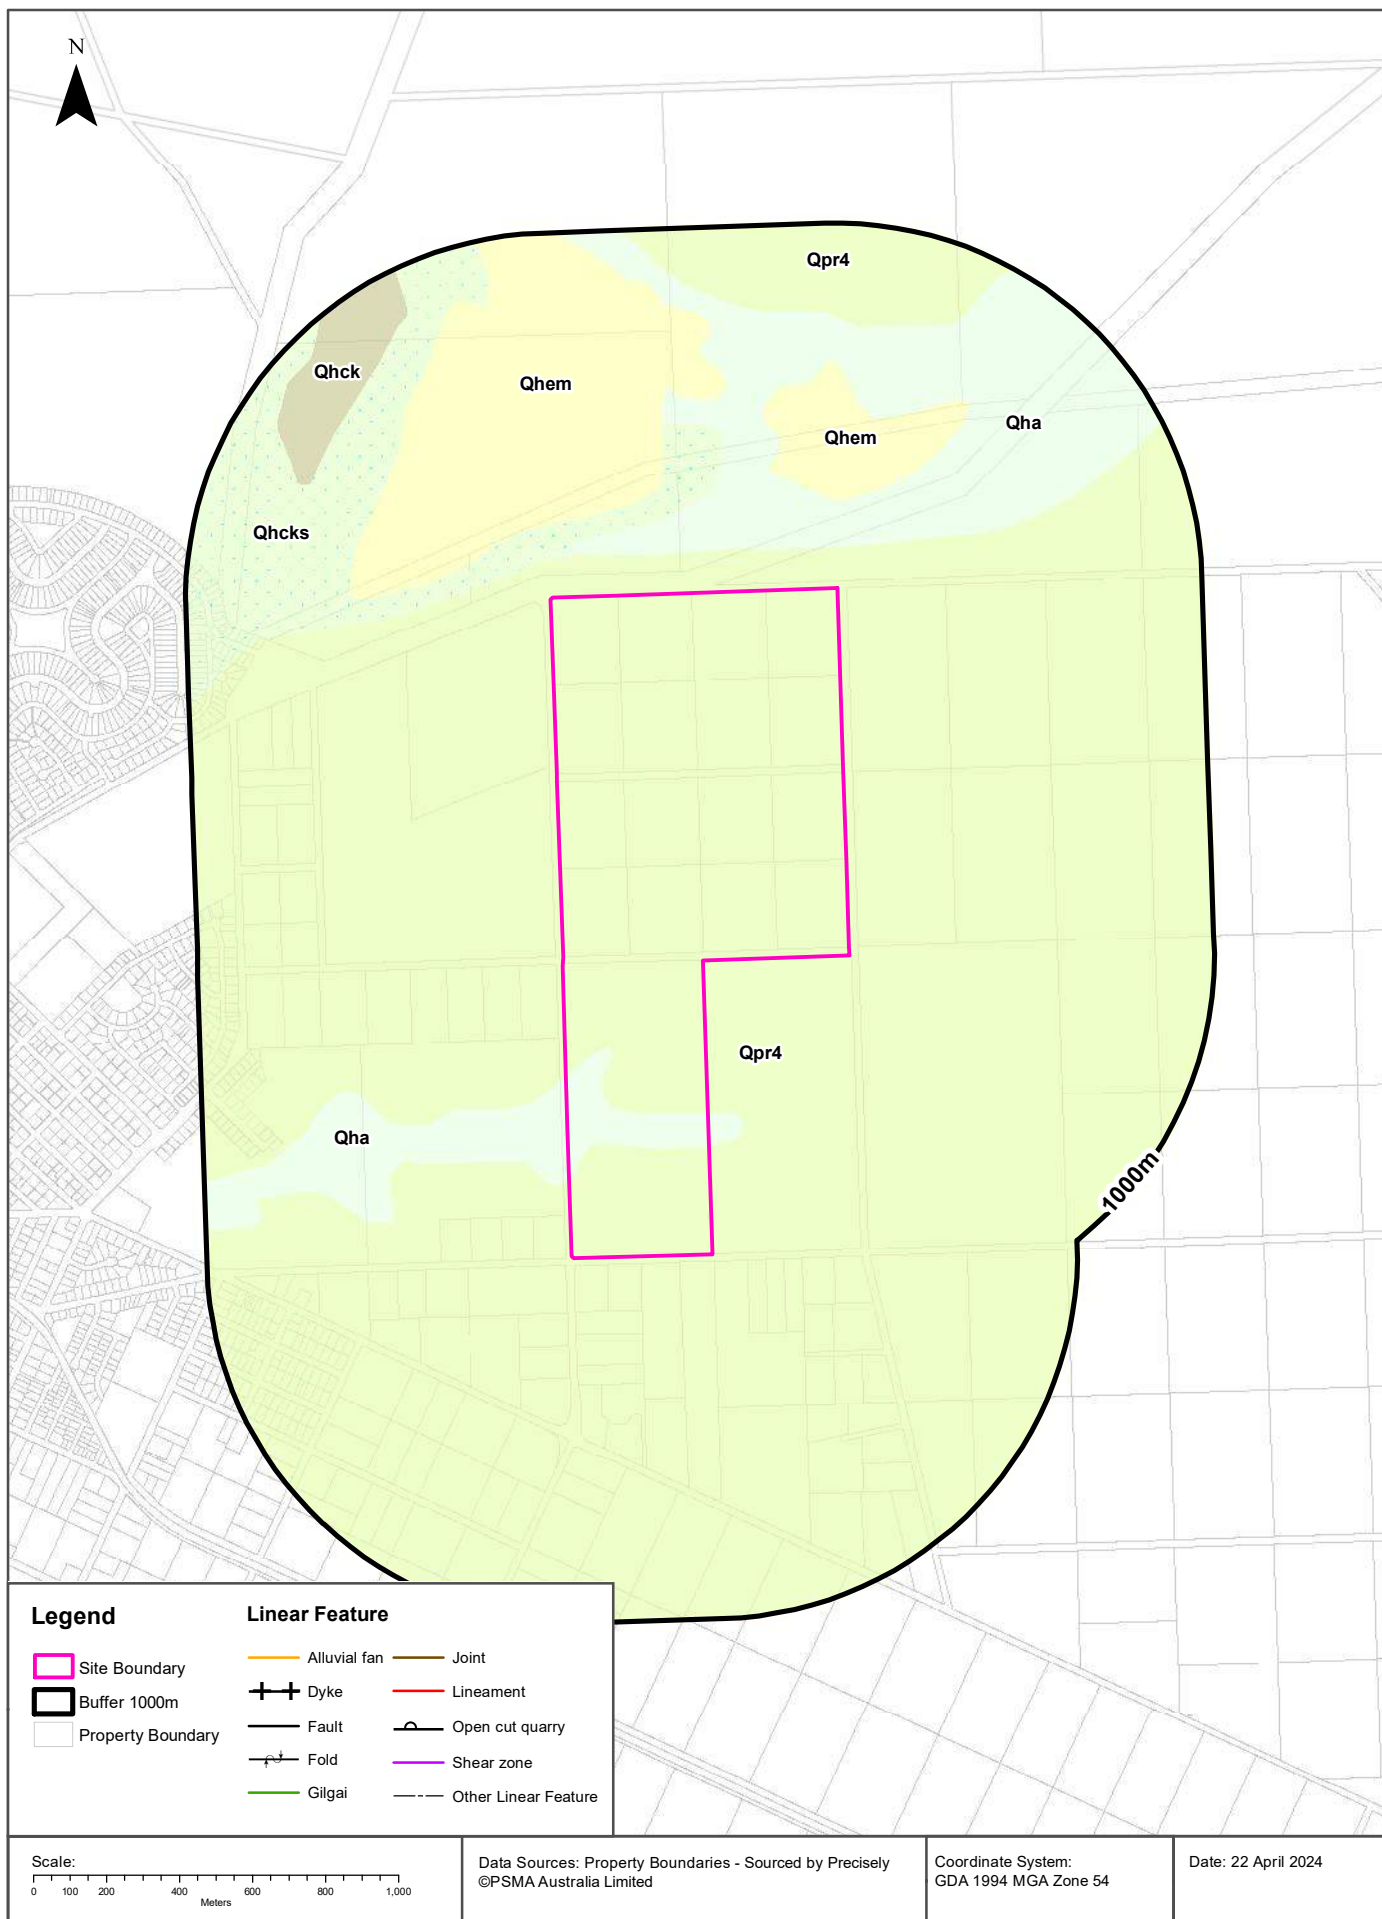 N
Qpr4
Qhck
Qhem
Qhem
Qha
Qhcks
Qpr4
Qha
1000m
Legend
Site Boundary
Buffer 1000m
Property Boundary
Linear Feature
Alluvial fan
Dyke
Fault
Fold
Gilgai
Joint
Lineament
Open cut quarry
Shear zone
Other Linear Feature
Scale:
0 100 200 400 600 800 1,000
Meters
Data Sources: Property Boundaries - Sourced by Precisely
©PSMA Australia Limited
Coordinate System:
GDA 1994 MGA Zone 54
Date: 22 April 2024